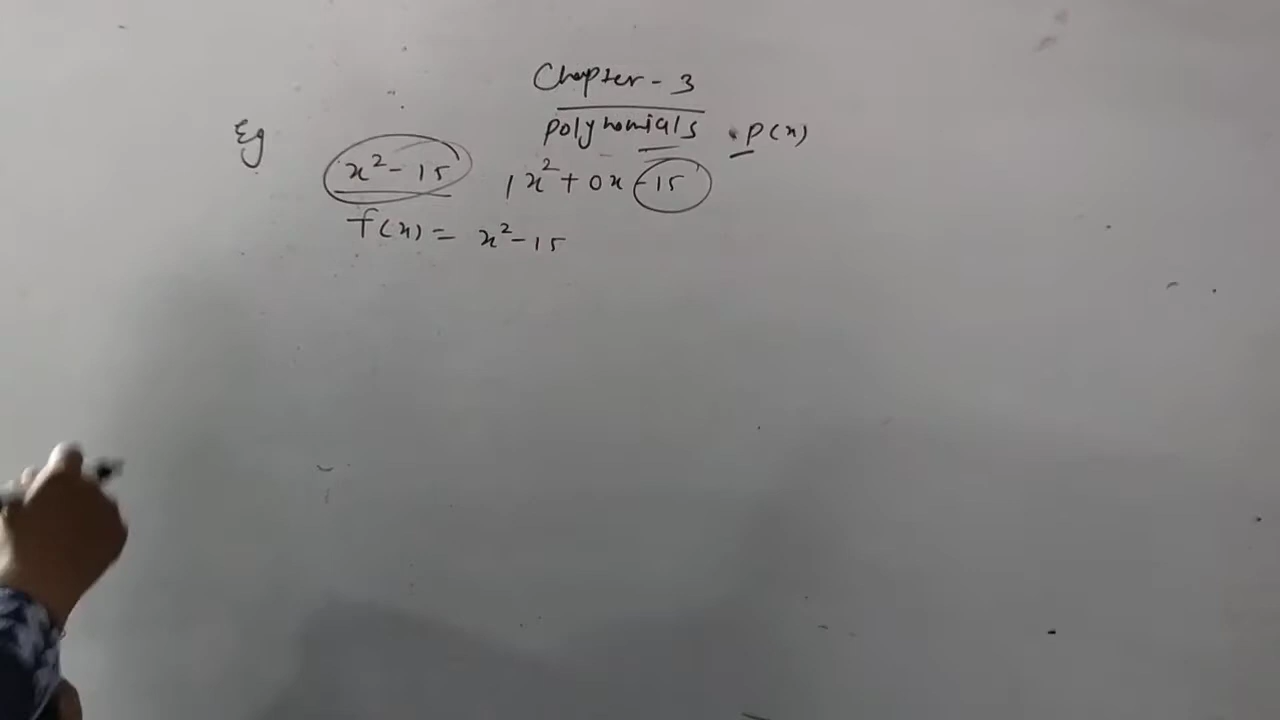 Chapter - 3
polynomials . P(x)
Eg
x² - 15 1x² + 0x - 15
f(x) = x² - 15